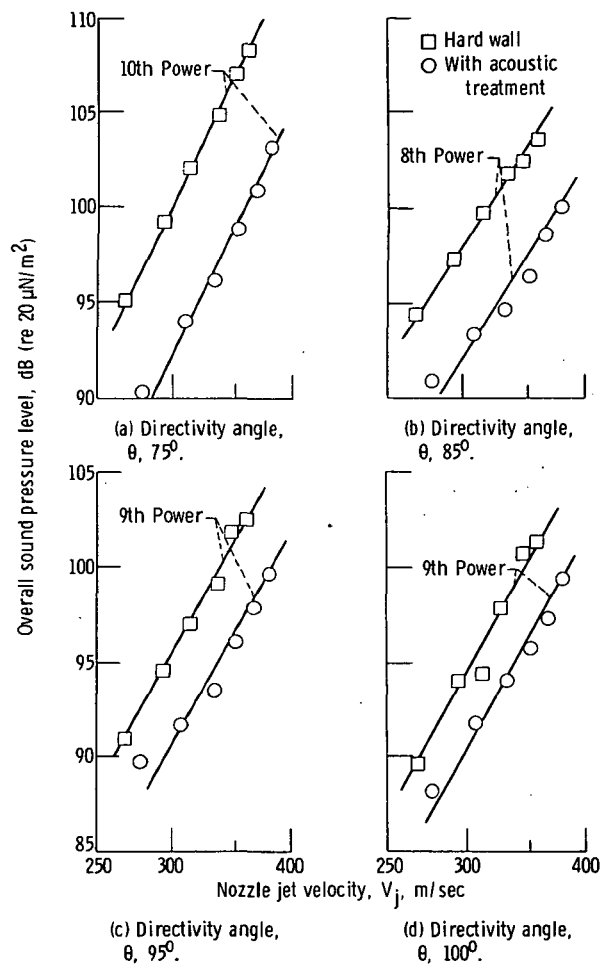 110
105
100
95
90
10th Power
Hard wall
With acoustic
treatment
8th Power
(a) Directivity angle,
θ, 75⁰.
(b) Directivity angle,
θ, 85⁰.
Overall sound pressure level, dB (re 20 μN/m²)
105
100
95
90
85
9th Power
9th Power
250
300
400
250
300
400
Nozzle jet velocity, Vⱼ, m/sec
(c) Directivity angle,
θ, 95⁰.
(d) Directivity angle,
θ, 100⁰.